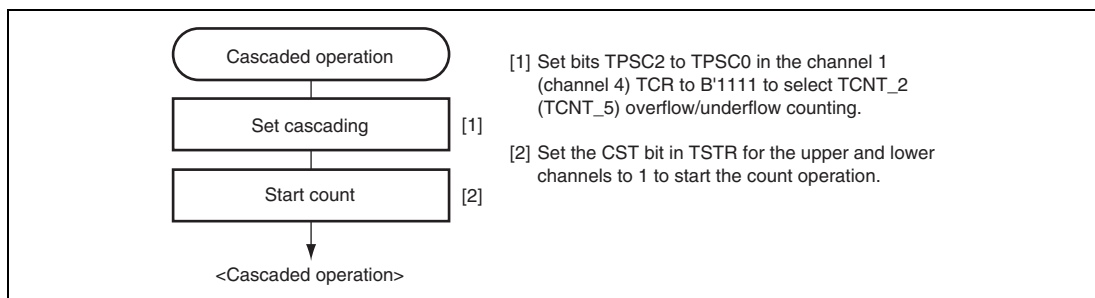 Cascaded operation
Set cascading
[1]
Start count
[2]
<Cascaded operation>
[1] Set bits TPSC2 to TPSC0 in the channel 1
(channel 4) TCR to B'1111 to select TCNT_2
(TCNT_5) overflow/underflow counting.
[2] Set the CST bit in TSTR for the upper and lower
channels to 1 to start the count operation.